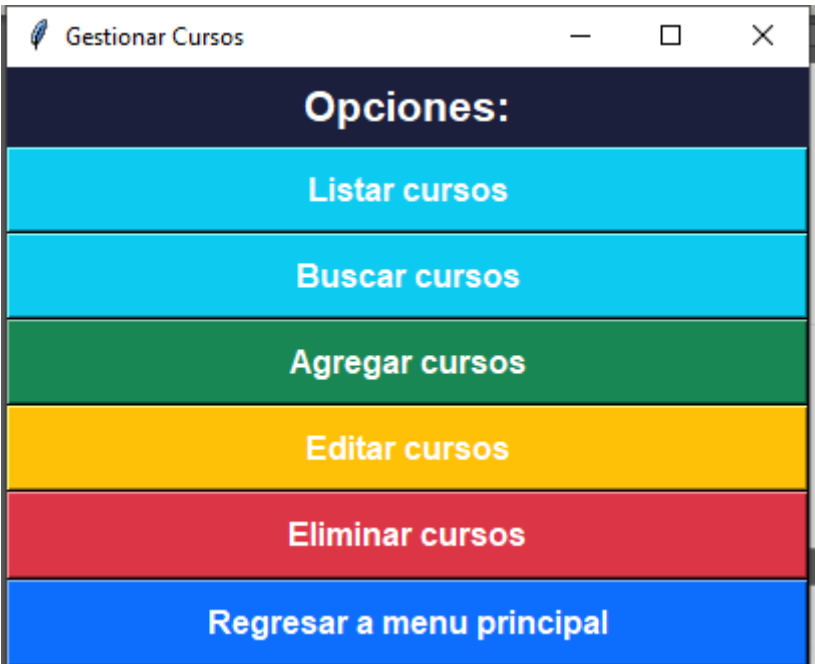 Gestionar Cursos
Opciones:
Listar cursos
Buscar cursos
Agregar cursos
Editar cursos
Eliminar cursos
Regresar a menu principal